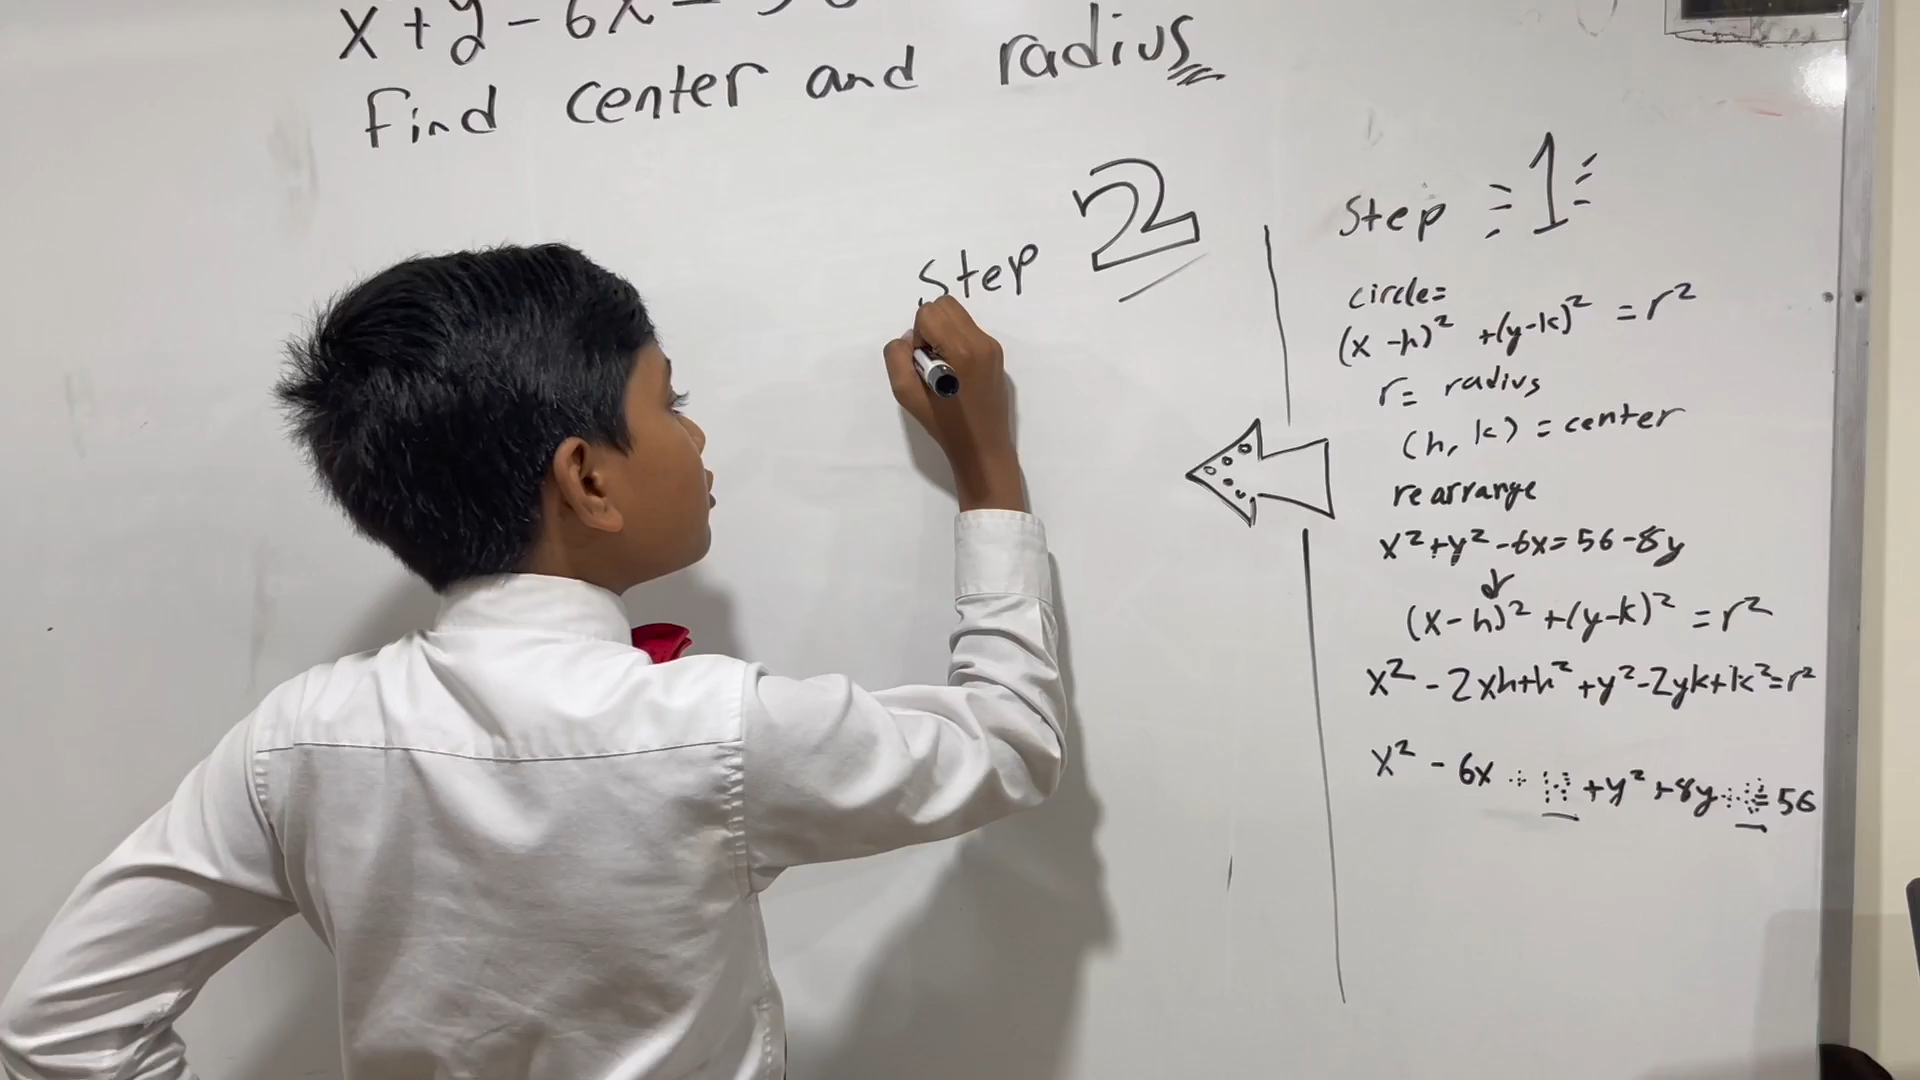 x + y - 6x
Find center and radius
Step 2
Step 1
circle=
(x -h)² +(y-k)² = r²
r= radius
(h, k) = center
rearrange
x²+y²-6x=56-8y
(x-h)² +(y-k)² = r²
x² - 2xh+h² +y²-2yk+k²=r²
x² - 6x + +y² +8y + = 56